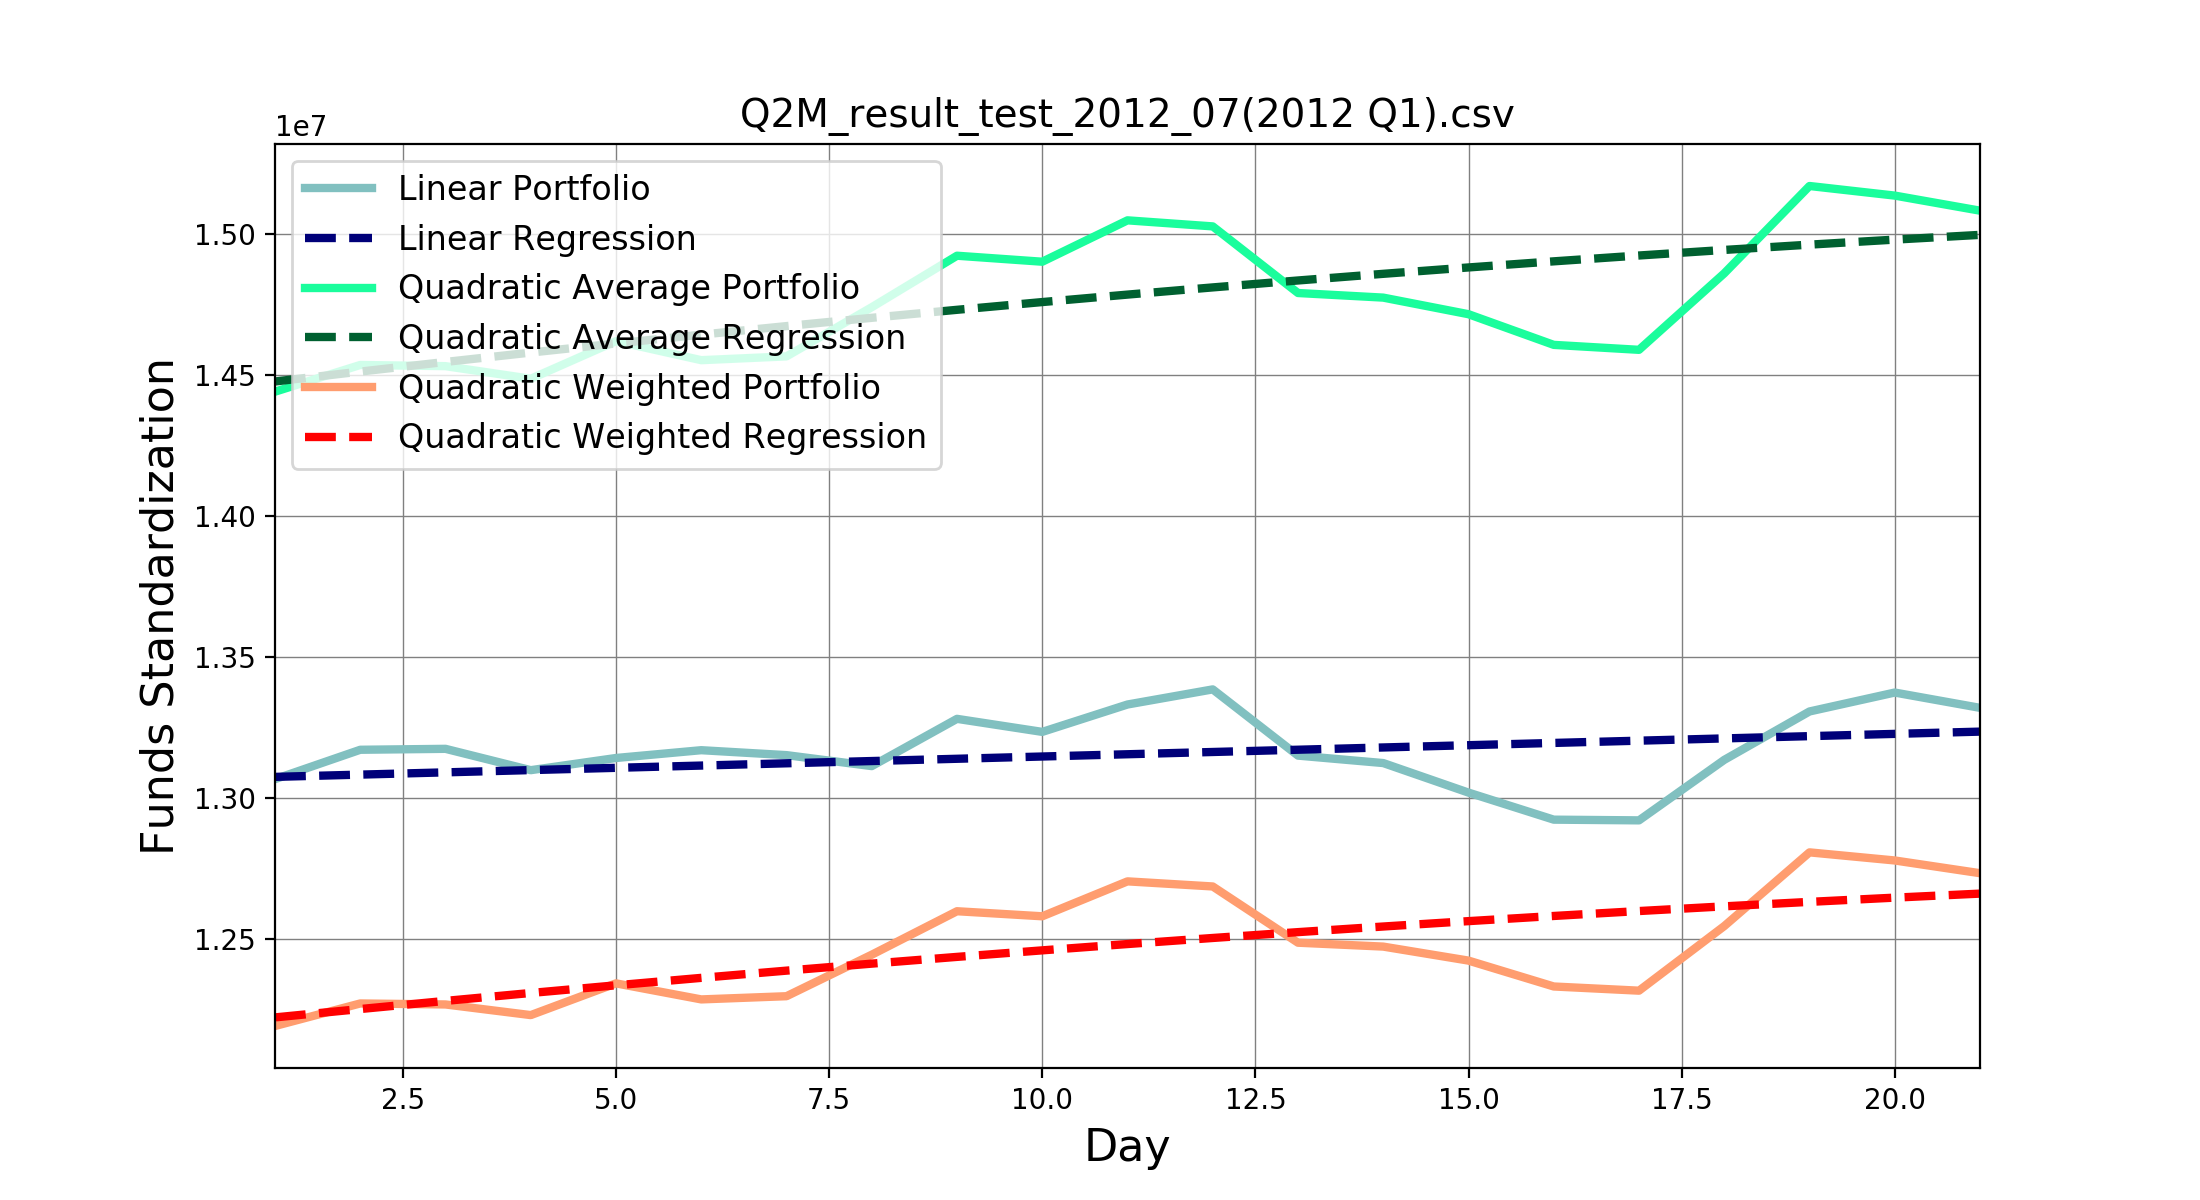 Q2M_result_test_2012_07(2012 Q1).csv
1e7
Linear Portfolio
Linear Regression
Quadratic Average Portfolio
Quadratic Average Regression
Quadratic Weighted Portfolio
Quadratic Weighted Regression
1.50
1.45
1.40
1.35
1.30
1.25
Funds Standardization
2.5 5.0 7.5 10.0 12.5 15.0 17.5 20.0
Day